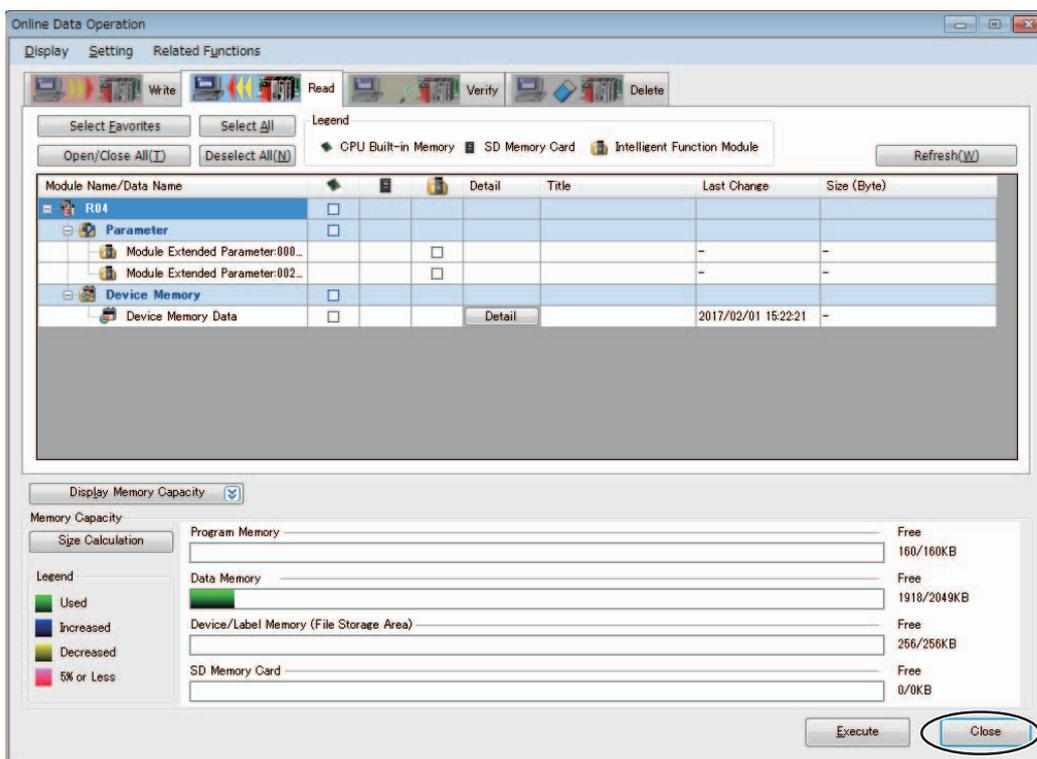 Online Data Operation
Display Setting Related Functions
Write Read Verify Delete
Select Favorites Select All Legend
CPU Built-in Memory SD Memory Card Intelligent Function Module
Open/Close All(T) Deselect All(N) Refresh(W)
Module Name/Data Name Detail Title Last Change Size (Byte)
R04
Parameter
Module Extended Parameter:000... - -
Module Extended Parameter:002... - -
Device Memory
Device Memory Data Detail 2017/02/01 15:22:21 -
Display Memory Capacity
Memory Capacity
Size Calculation
Program Memory Free
160/160KB
Legend
Used
Increased
Decreased
5% or Less
Data Memory Free
1918/2049KB
Device/Label Memory (File Storage Area) Free
256/256KB
SD Memory Card Free
0/0KB
Execute Close